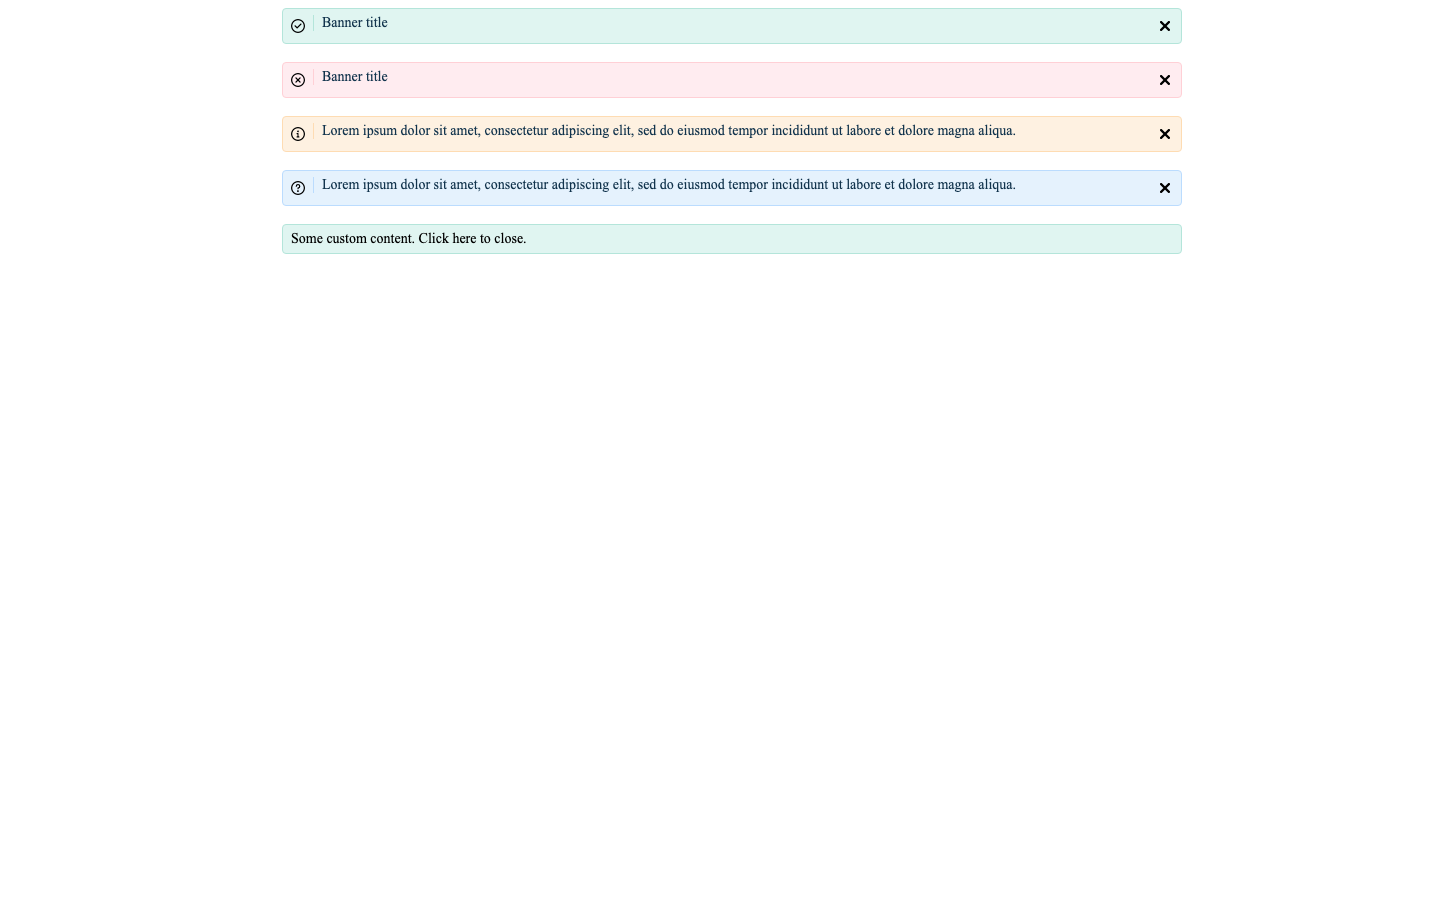 Banner title
Banner title
Lorem ipsum dolor sit amet, consectetur adipiscing elit, sed do eiusmod tempor incididunt ut labore et dolore magna aliqua.
Lorem ipsum dolor sit amet, consectetur adipiscing elit, sed do eiusmod tempor incididunt ut labore et dolore magna aliqua.
Some custom content. Click here to close.